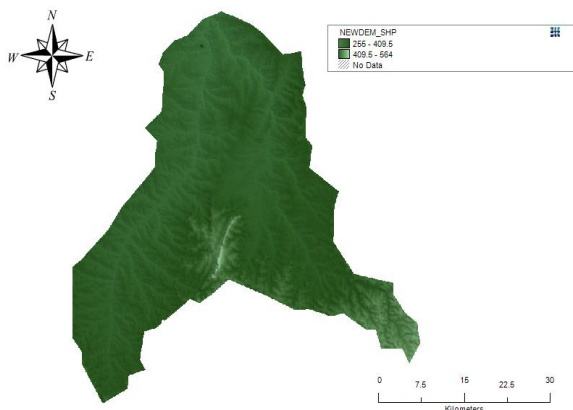 N
W E
S
NEWDEM_SHP
255 - 409.5
409.5 - 564
No Data
0 7.5 15 22.5 30
Kilometers